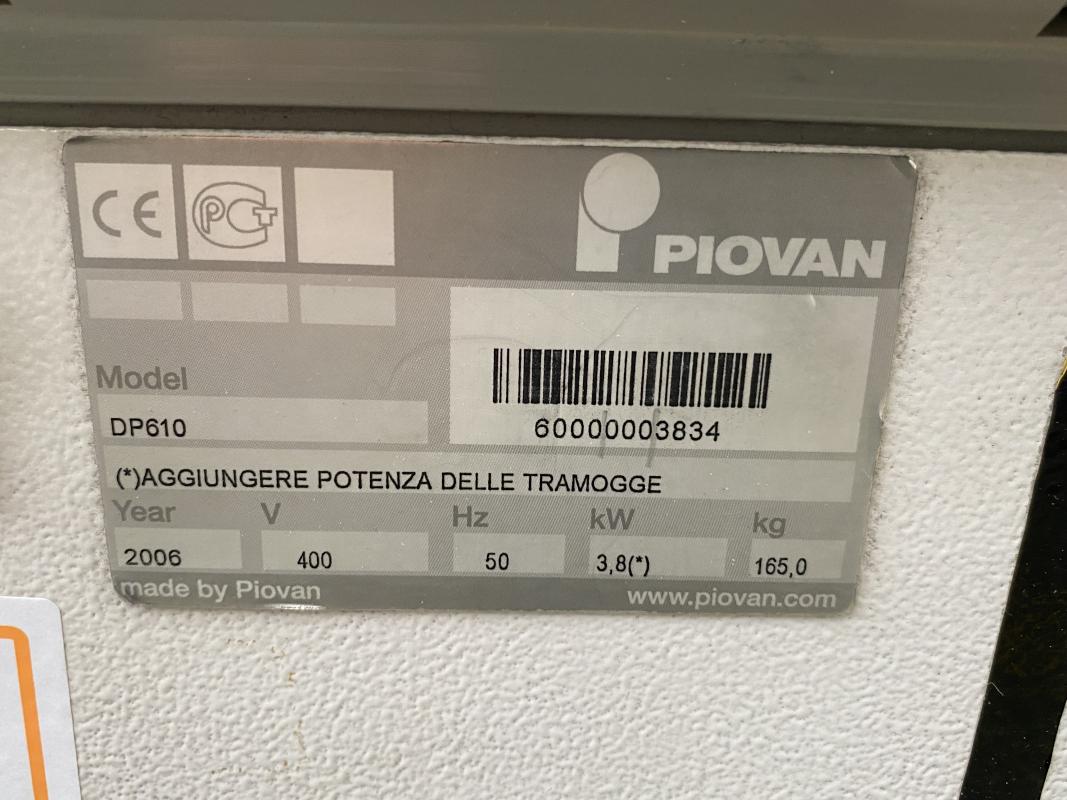 CE PCT
PIOVAN
Model
DP610
60000003834
(*)AGGIUNGERE POTENZA DELLE TRAMOGGE
Year V Hz kW kg
2006 400 50 3,8(*) 165,0
made by Piovan www.piovan.com